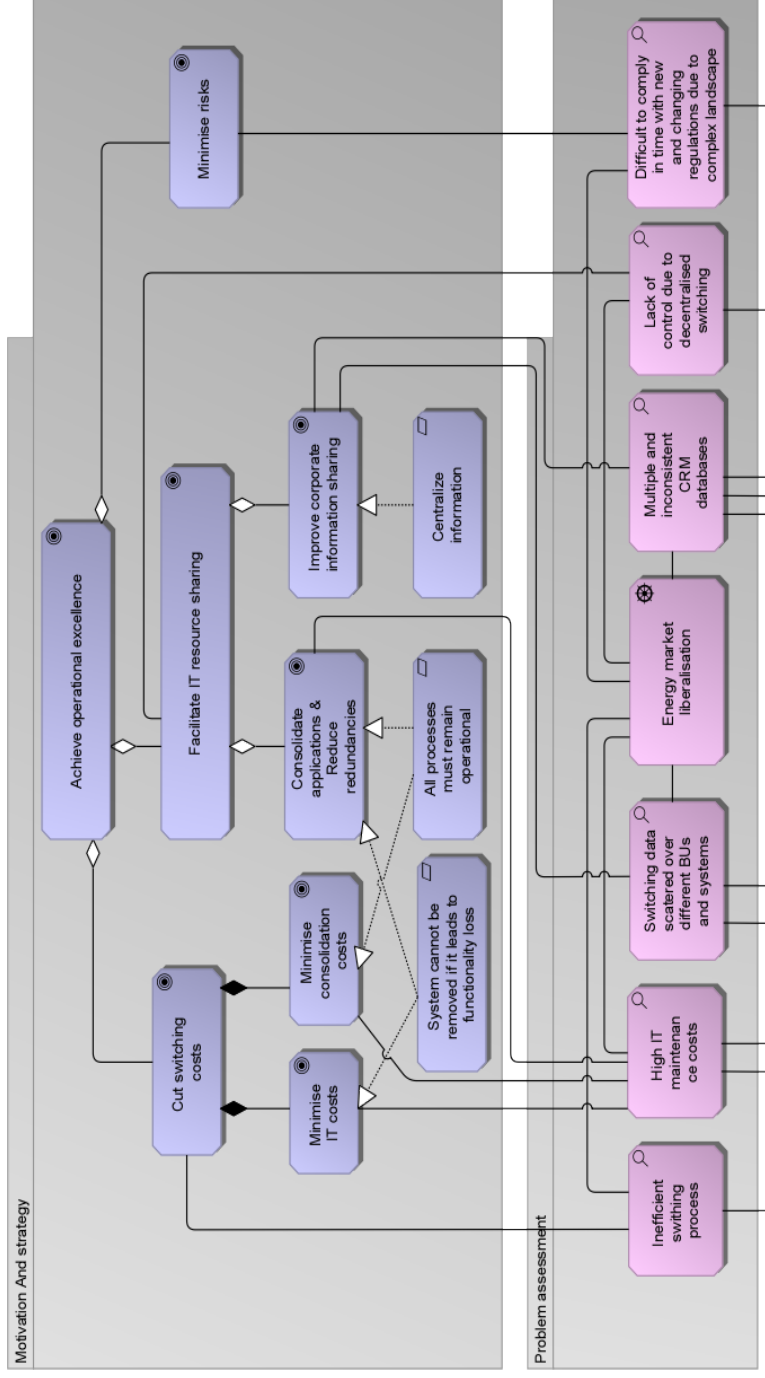 Motivation And strategy
Achieve operational excellence
Cut switching
costs
Facilitate IT resource sharing
Minimise risks
Minimise
IT costs
Minimise
consolidation
costs
Consolidate
applications &
Reduce
redundancies
Improve corporate
information sharing
System cannot be
removed if it leads to
functionality loss
All processes
must remain
operational
Centralize
information
Problem assessment
Inefficient
swithing
process
High IT
maintenan
ce costs
Switching data
scatered over
different BUs
and systems
Energy market
liberalisation
Multiple and
inconsistent
CRM
databases
Lack of
control due to
decentralised
switching
Difficult to comply
in time with new
and changing
regulations due to
complex landscape